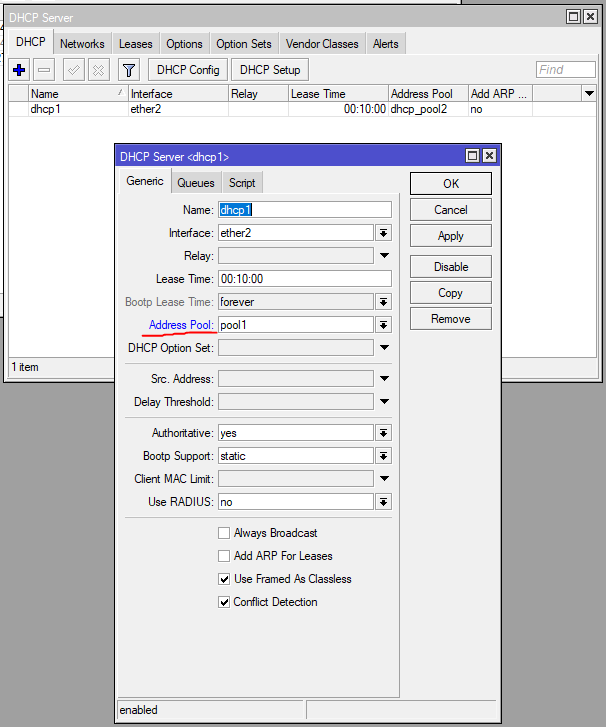 DHCP Server
DHCP Networks Leases Options Option Sets Vendor Classes Alerts
DHCP Config DHCP Setup Find
Name Interface Relay Lease Time Address Pool Add ARP ...
dhcp1 ether2 00:10:00 dhcp_pool2 no
DHCP Server <dhcp1>
Generic Queues Script
OK
Cancel
Apply
Disable
Copy
Remove
Name: dhcp1
Interface: ether2
Relay:
Lease Time: 00:10:00
Bootp Lease Time: forever
Address Pool: pool1
DHCP Option Set:
Src. Address:
Delay Threshold:
Authoritative: yes
Bootp Support: static
Client MAC Limit:
Use RADIUS: no
Always Broadcast
Add ARP For Leases
Use Framed As Classless
Conflict Detection
enabled
1 item